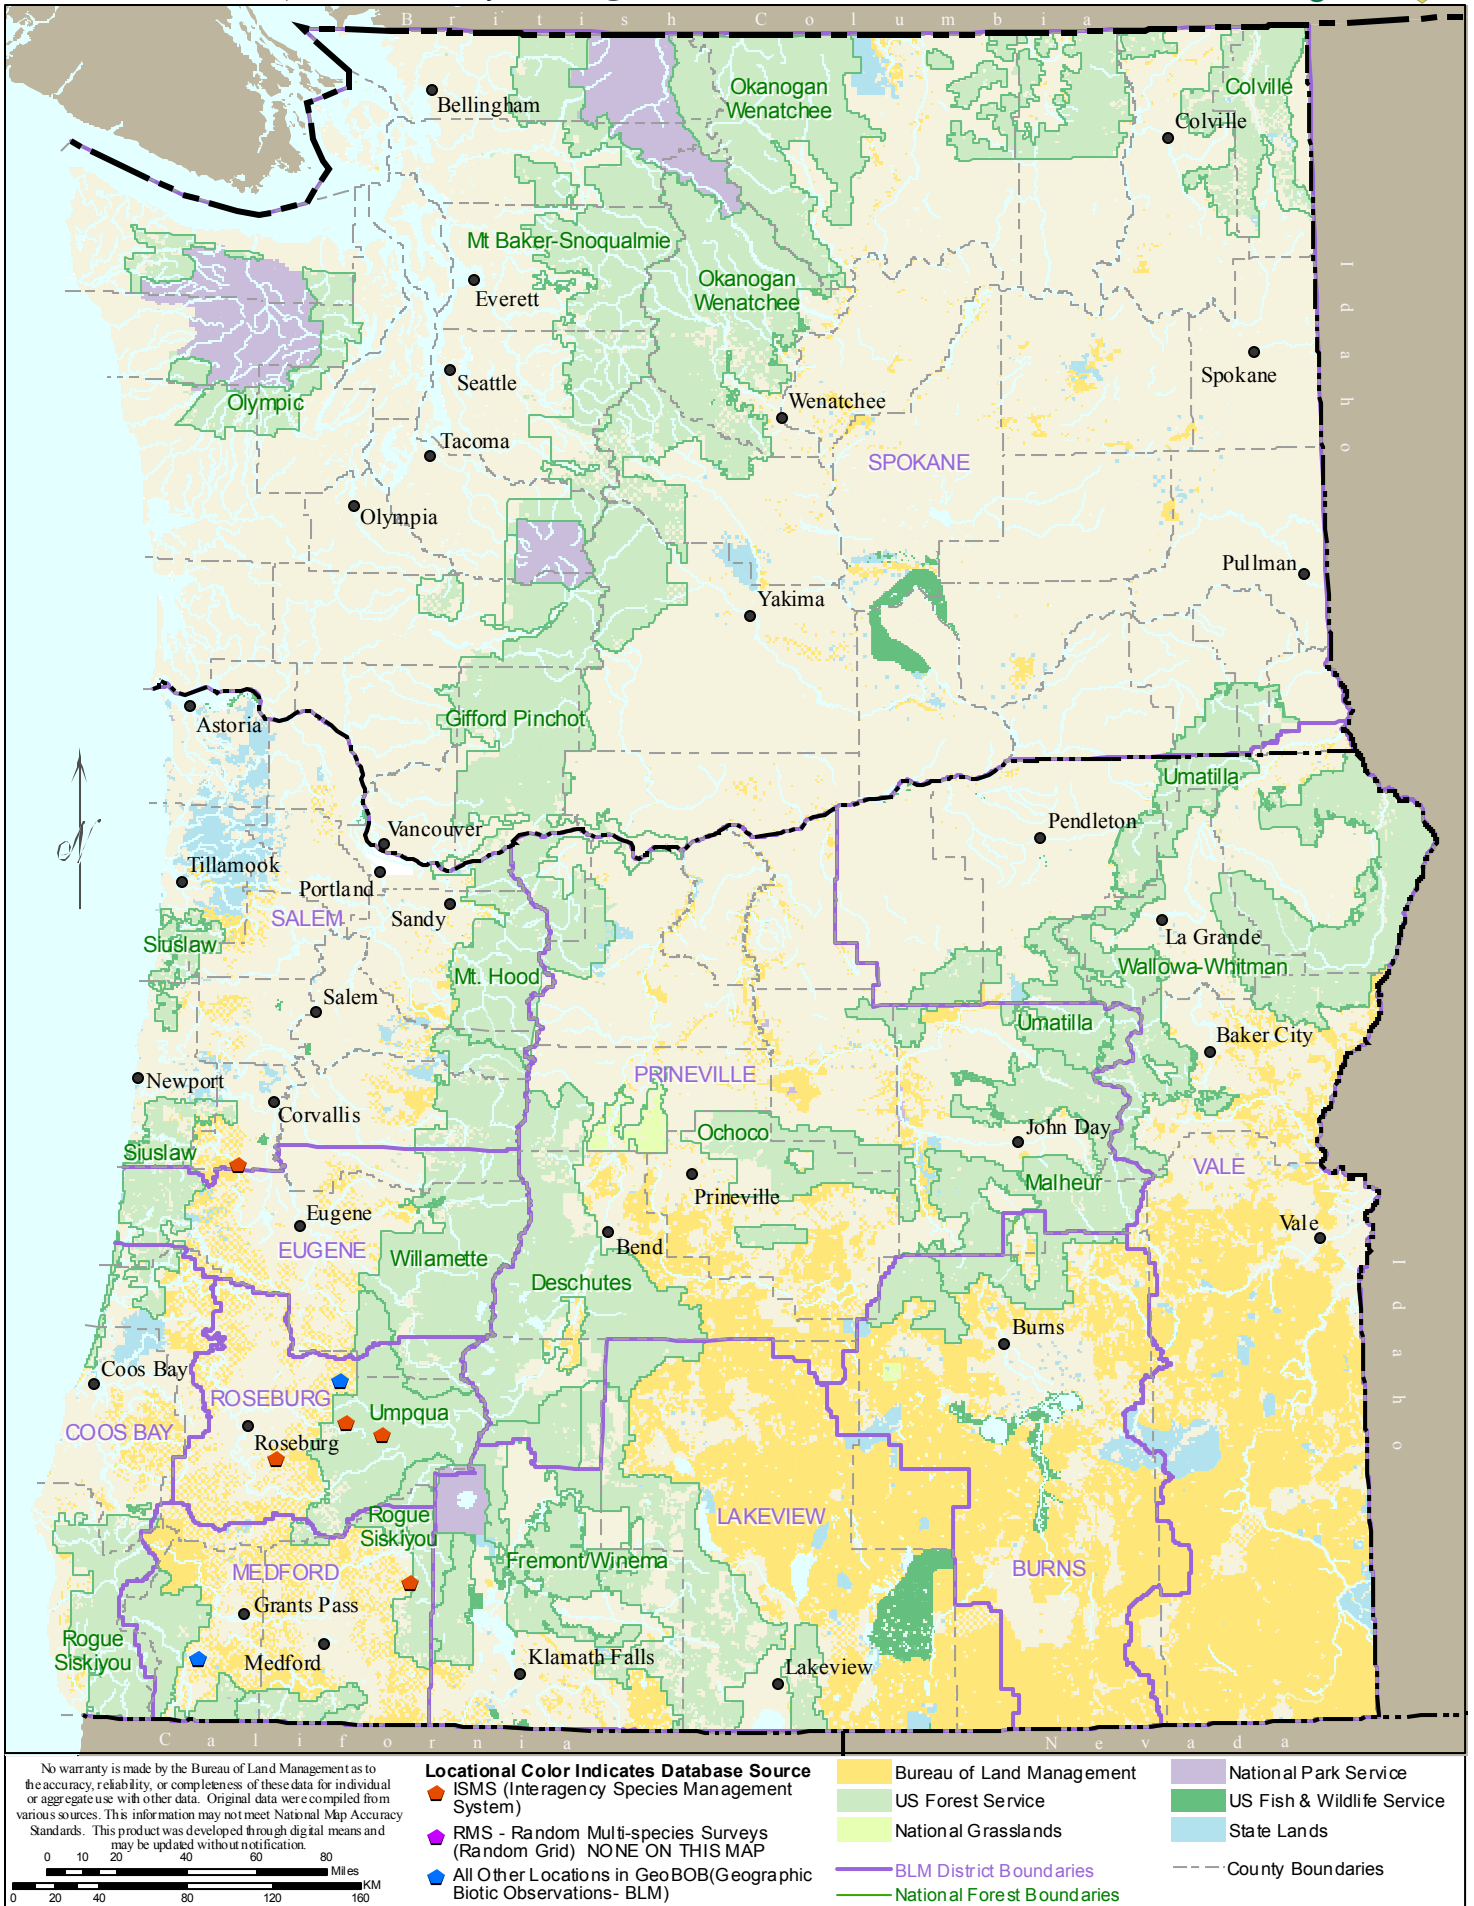 British Columbia
Okanogan
Wenatchee
Colville
Bellingham
Colville
Mt Baker-Snoqualmie
Okanogan
Wenatchee
Everett
Idaho
Seattle
Spokane
Olympic
Wenatchee
Tacoma
SPOKANE
Olympia
Pullman
Yakima
Astoria
Gifford Pinchot
Umatilla
Vancouver
Pendleton
Tillamook
Portland
Sandy
SALEM
La Grande
Siuslaw
Mt. Hood
Wallowa-Whitman
Salem
Umatilla
Baker City
PRINEVILLE
Newport
Corvallis
Ochoco
John Day
Siuslaw
VALE
Malheur
Prineville
Eugene
Vale
EUGENE
Willamette
Bend
Deschutes
Idaho
Burns
Coos Bay
ROSEBURG
Umpqua
COOS BAY
Roseburg
LAKEVIEW
Rogue
Siskiyou
Fremont/Winema
BURNS
MEDFORD
Grants Pass
Rogue
Siskiyou
Medford
Klamath Falls
Lakeview
California
Nevada
No warranty is made by the Bureau of Land Management as to
the accuracy, reliability, or completeness of these data for individual
or aggregate use with other data. Original data were compiled from
various sources. This information may not meet National Map Accuracy
Standards. This product was developed through digital means and
may be updated without notification.
0 10 20 40 60 80
Miles
KM
0 20 40 80 120 160
Locational Color Indicates Database Source
ISMS (Interagency Species Management
System)
RMS - Random Multi-species Surveys
(Random Grid) NONE ON THIS MAP
All Other Locations in GeoBOB(Geographic
Biotic Observations- BLM)
Bureau of Land Management
US Forest Service
National Grasslands
BLM District Boundaries
National Forest Boundaries
National Park Service
US Fish & Wildlife Service
State Lands
County Boundaries